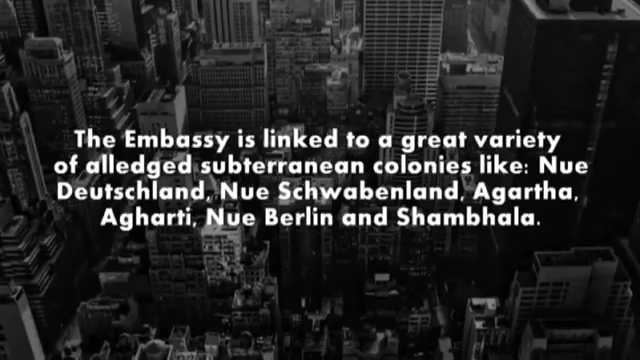 The Embassy is linked to a great variety
of alledged subterranean colonies like: Nue
Deutschland, Nue Schwabenland, Agartha,
Agharti, Nue Berlin and Shambhala.